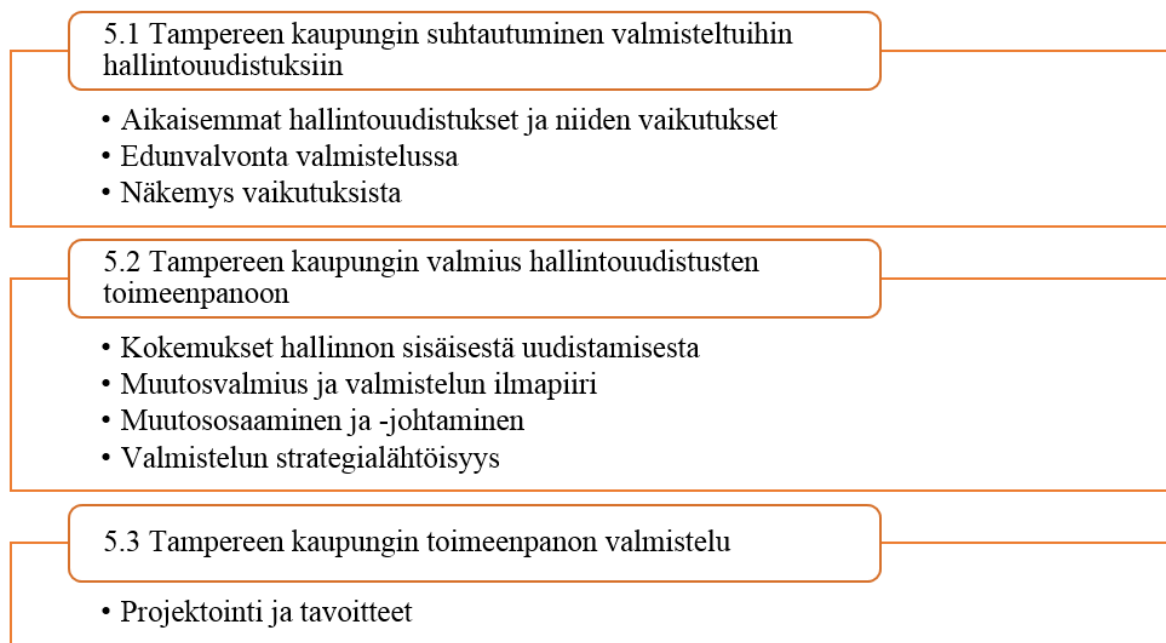 5.1 Tampereen kaupungin suhtautuminen valmisteltuihin
hallintouudistuksiin
• Aikaisemmat hallintouudistukset ja niiden vaikutukset
• Edunvalvonta valmistelussa
• Näkemys vaikutuksista
5.2 Tampereen kaupungin valmius hallintouudistusten
toimeenpanoon
• Kokemukset hallinnon sisäisestä uudistamisesta
• Muutosvalmius ja valmistelun ilmapiiri
• Muutososaaminen ja -johtaminen
• Valmistelun strategialähtöisyys
5.3 Tampereen kaupungin toimeenpanon valmistelu
• Projektointi ja tavoitteet